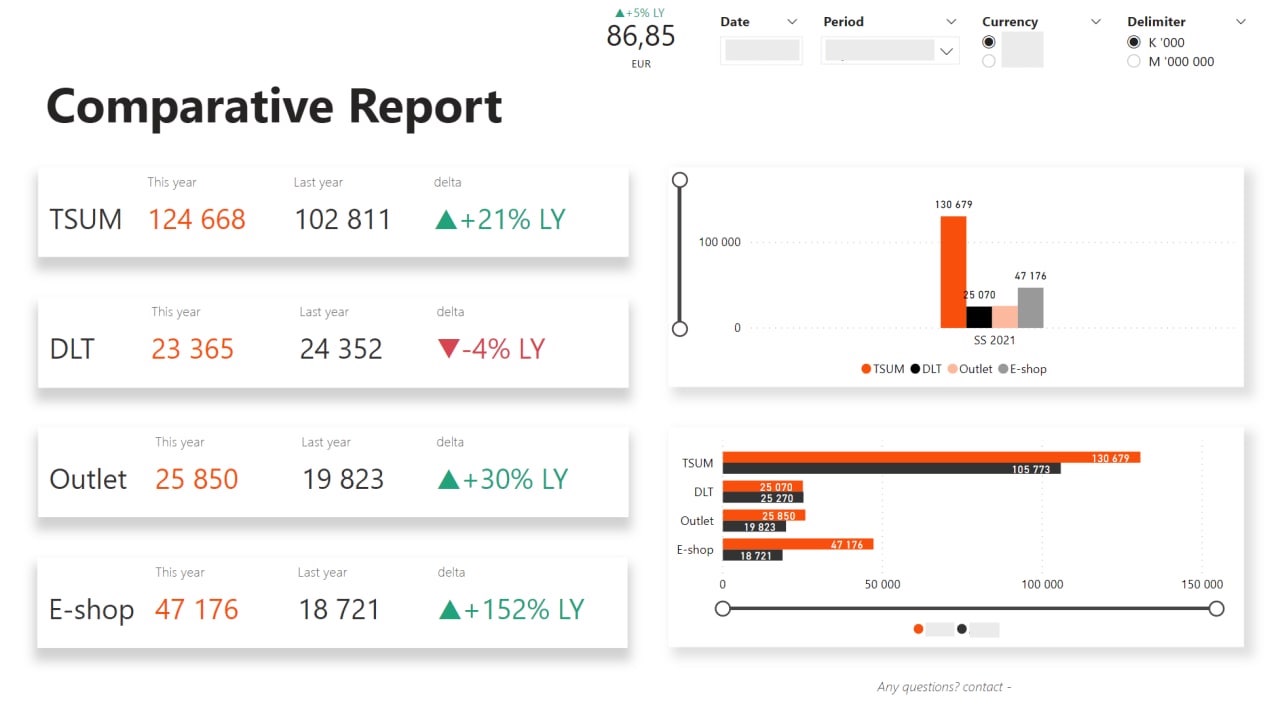 ▲+5% LY
86,85
EUR
Date
Period
Currency
Delimiter
K '000
M '000 000
Comparative Report
This year Last year delta
TSUM 124 668 102 811 ▲+21% LY
This year Last year delta
DLT 23 365 24 352 ▼-4% LY
This year Last year delta
Outlet 25 850 19 823 ▲+30% LY
This year Last year delta
E-shop 47 176 18 721 ▲+152% LY
130 679
100 000
47 176
25 070
0
SS 2021
TSUM DLT Outlet E-shop
TSUM 130 679
105 773
DLT 25 070
25 270
Outlet 25 850
19 823
E-shop 47 176
18 721
0 50 000 100 000 150 000
Any questions? contact -